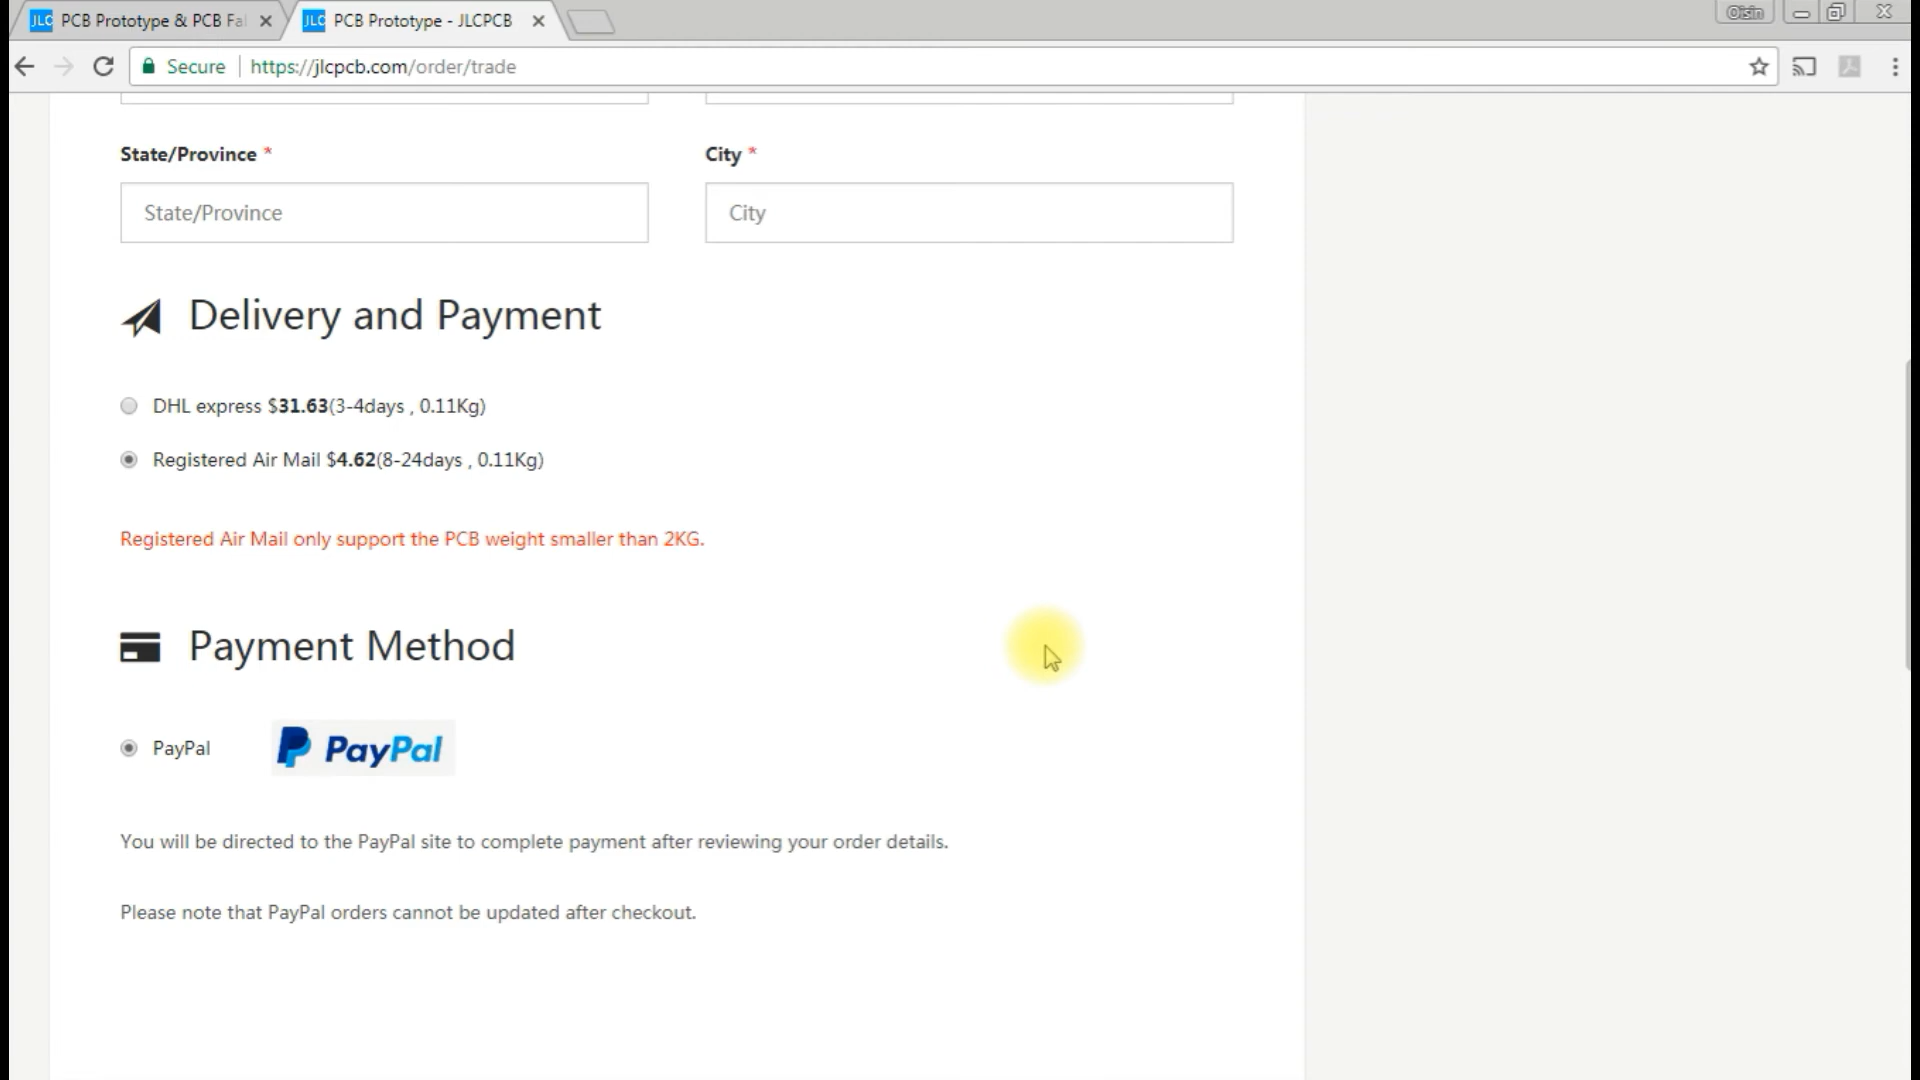 JLC PCB Prototype & PCB Fa
JLC PCB Prototype - JLCPCB
Oisin
Secure https://jlcpcb.com/order/trade
State/Province * City *
State/Province City
Delivery and Payment
DHL express $31.63(3-4days , 0.11Kg)
Registered Air Mail $4.62(8-24days , 0.11Kg)
Registered Air Mail only support the PCB weight smaller than 2KG.
Payment Method
PayPal PayPal
You will be directed to the PayPal site to complete payment after reviewing your order details.
Please note that PayPal orders cannot be updated after checkout.